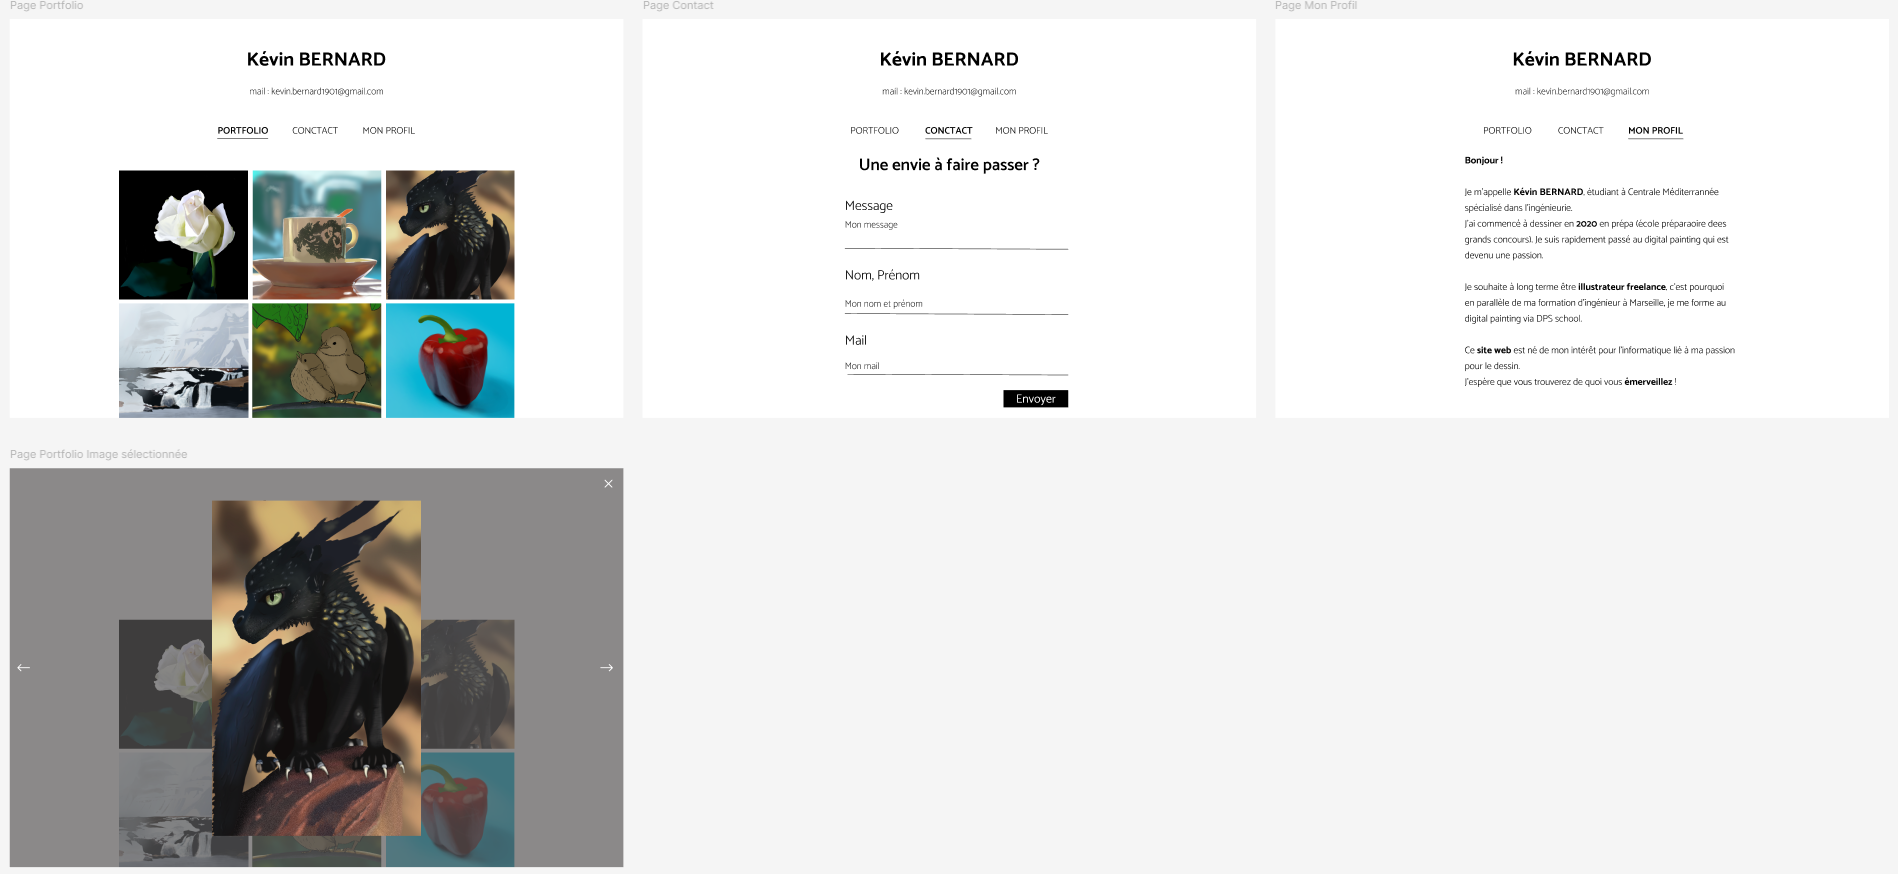 Page Portfolio
Kévin BERNARD
mail : kevin.bernard1901@gmail.com
PORTFOLIO CONCTACT MON PROFIL
Page Contact
Kévin BERNARD
mail : kevin.bernard1901@gmail.com
PORTFOLIO CONCTACT MON PROFIL
Une envie à faire passer ?
Message
Mon message
Nom, Prénom
Mon nom et prénom
Mail
Mon mail
Envoyer
Page Mon Profil
Kévin BERNARD
mail : kevin.bernard1901@gmail.com
PORTFOLIO CONCTACT MON PROFIL
Bonjour !
Je m'appelle Kévin BERNARD, étudiant à Centrale Méditerrannée
spécialisé dans l'ingénieurie.
J'ai commencé à dessiner en 2020 en prépa (école préparaoire dees
grands concours). Je suis rapidement passé au digital painting qui est
devenu une passion.
Je souhaite à long terme être illustrateur freelance, c'est pourquoi
en parallèle de ma formation d'ingénieur à Marseille, je me forme au
digital painting via DPS school.
Ce site web est né de mon intérêt pour l'informatique lié à ma passion
pour le dessin.
J'espère que vous trouverez de quoi vous émerveillez !
Page Portfolio Image sélectionnée